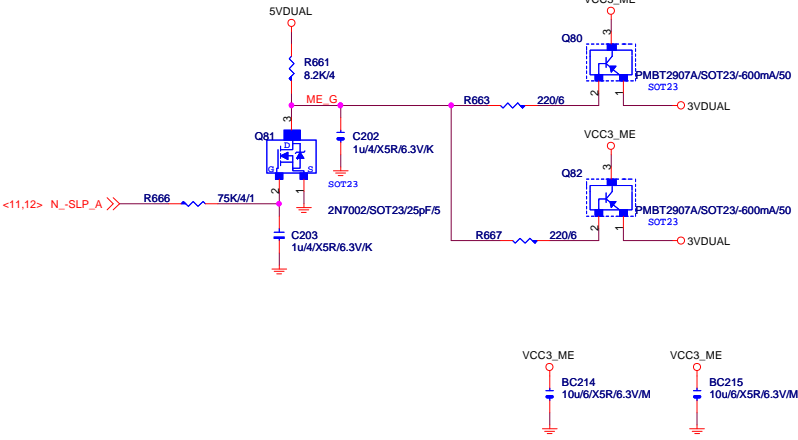 5VDUAL
VCC3_ME
R661
8.2K/4
Q80
3
PMBT2907A/SOT23/-600mA/50
SOT23
2
1
3VDUAL
ME_G
R663
220/6
3
Q81
D
G
S
C202
1u/4/X5R/6.3V/K
SOT23
2
1
2N7002/SOT23/25pF/5
<11,12> N_-SLP_A
R666
75K/4/1
C203
1u/4/X5R/6.3V/K
VCC3_ME
3
Q82
PMBT2907A/SOT23/-600mA/50
SOT23
2
1
R667
220/6
3VDUAL
VCC3_ME
BC214
10u/6/X5R/6.3V/M
VCC3_ME
BC215
10u/6/X5R/6.3V/M